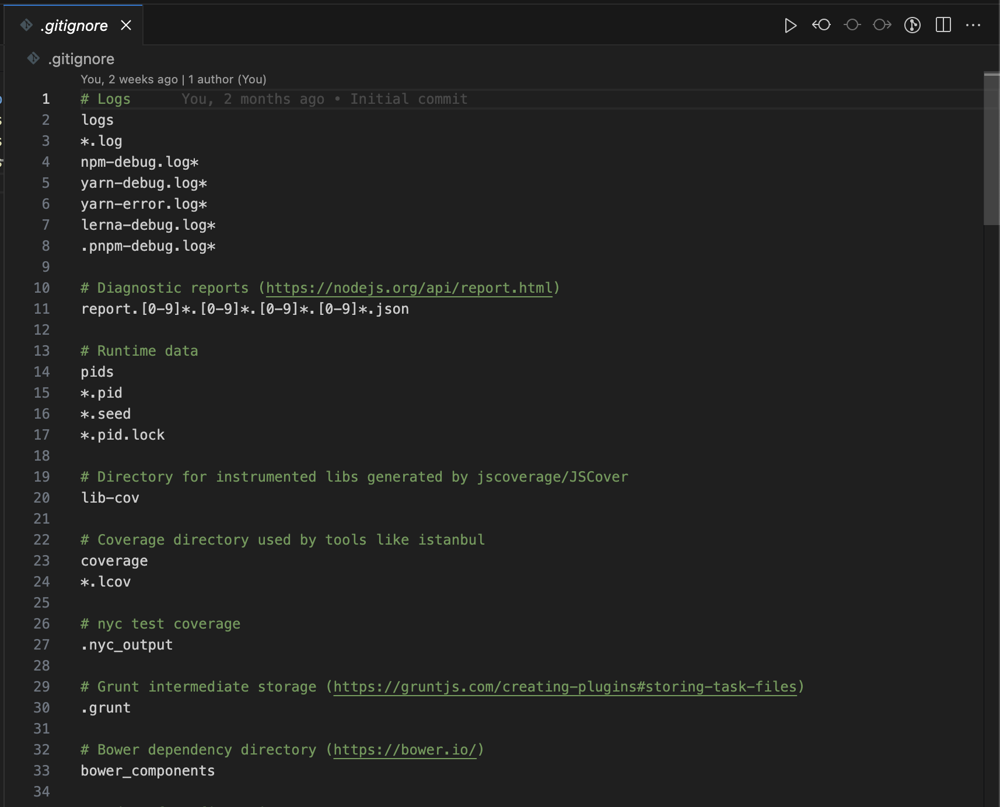 .gitignore
.gitignore
You, 2 weeks ago | 1 author (You)
1 # Logs You, 2 months ago • Initial commit
2 logs
3 *.log
4 npm-debug.log*
5 yarn-debug.log*
6 yarn-error.log*
7 lerna-debug.log*
8 .pnpm-debug.log*
9
10 # Diagnostic reports (https://nodejs.org/api/report.html)
11 report.[0-9]*.[0-9]*.[0-9]*.[0-9]*.json
12
13 # Runtime data
14 pids
15 *.pid
16 *.seed
17 *.pid.lock
18
19 # Directory for instrumented libs generated by jscoverage/JSCover
20 lib-cov
21
22 # Coverage directory used by tools like istanbul
23 coverage
24 *.lcov
25
26 # nyc test coverage
27 .nyc_output
28
29 # Grunt intermediate storage (https://gruntjs.com/creating-plugins#storing-task-files)
30 .grunt
31
32 # Bower dependency directory (https://bower.io/)
33 bower_components
34